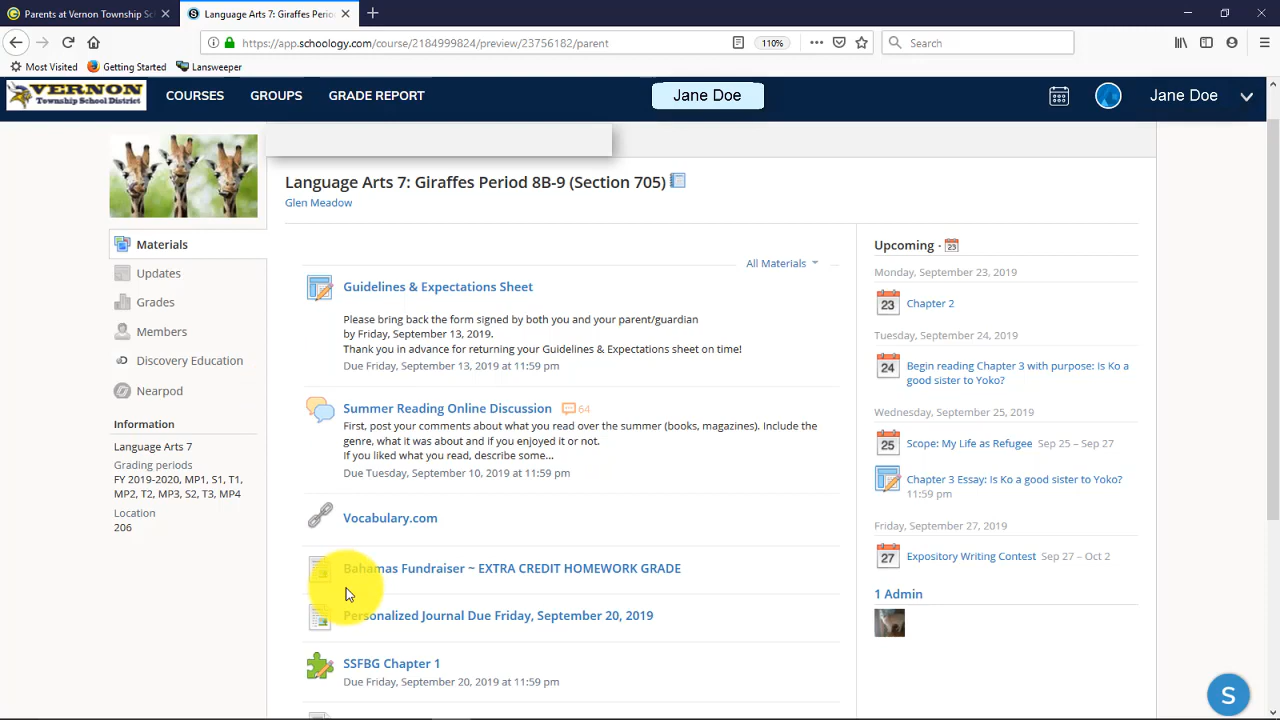 Parents at Vernon Township Sc
Language Arts 7: Giraffes Perio
https://app.schoology.com/course/2184999824/preview/23756182/parent
110%
Search
Most Visited
Getting Started
Lansweeper
VERNON
Township School District
COURSES
GROUPS
GRADE REPORT
Jane Doe
Jane Doe
Language Arts 7: Giraffes Period 8B-9 (Section 705)
Glen Meadow
Materials
Updates
Grades
Members
Discovery Education
Nearpod
Information
Language Arts 7
Grading periods
FY 2019-2020, MP1, S1, T1,
MP2, T2, MP3, S2, T3, MP4
Location
206
All Materials
Guidelines & Expectations Sheet
Please bring back the form signed by both you and your parent/guardian
by Friday, September 13, 2019.
Thank you in advance for returning your Guidelines & Expectations sheet on time!
Due Friday, September 13, 2019 at 11:59 pm
Summer Reading Online Discussion 64
First, post your comments about what you read over the summer (books, magazines). Include the
genre, what it was about and if you enjoyed it or not.
If you liked what you read, describe some...
Due Tuesday, September 10, 2019 at 11:59 pm
Vocabulary.com
Bahamas Fundraiser ~ EXTRA CREDIT HOMEWORK GRADE
Personalized Journal Due Friday, September 20, 2019
SSFBG Chapter 1
Due Friday, September 20, 2019 at 11:59 pm
Upcoming · 23
Monday, September 23, 2019
23 Chapter 2
Tuesday, September 24, 2019
24 Begin reading Chapter 3 with purpose: Is Ko a
good sister to Yoko?
Wednesday, September 25, 2019
25 Scope: My Life as Refugee Sep 25 – Sep 27
Chapter 3 Essay: Is Ko a good sister to Yoko?
11:59 pm
Friday, September 27, 2019
27 Expository Writing Contest Sep 27 – Oct 2
1 Admin
S